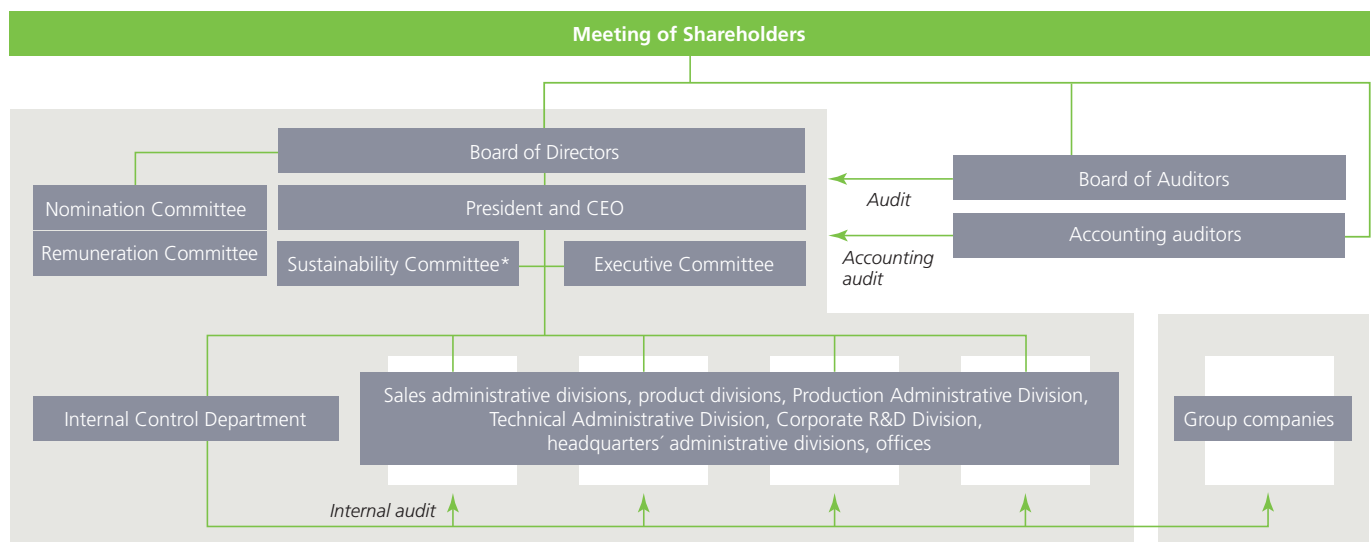 Meeting of Shareholders
Board of Directors
Nomination Committee
Remuneration Committee
President and CEO
Sustainability Committee*
Executive Committee
Audit
Board of Auditors
Accounting
audit
Accounting auditors
Internal Control Department
Sales administrative divisions, product divisions, Production Administrative Division,
Technical Administrative Division, Corporate R&D Division,
headquarters´ administrative divisions, offices
Group companies
Internal audit